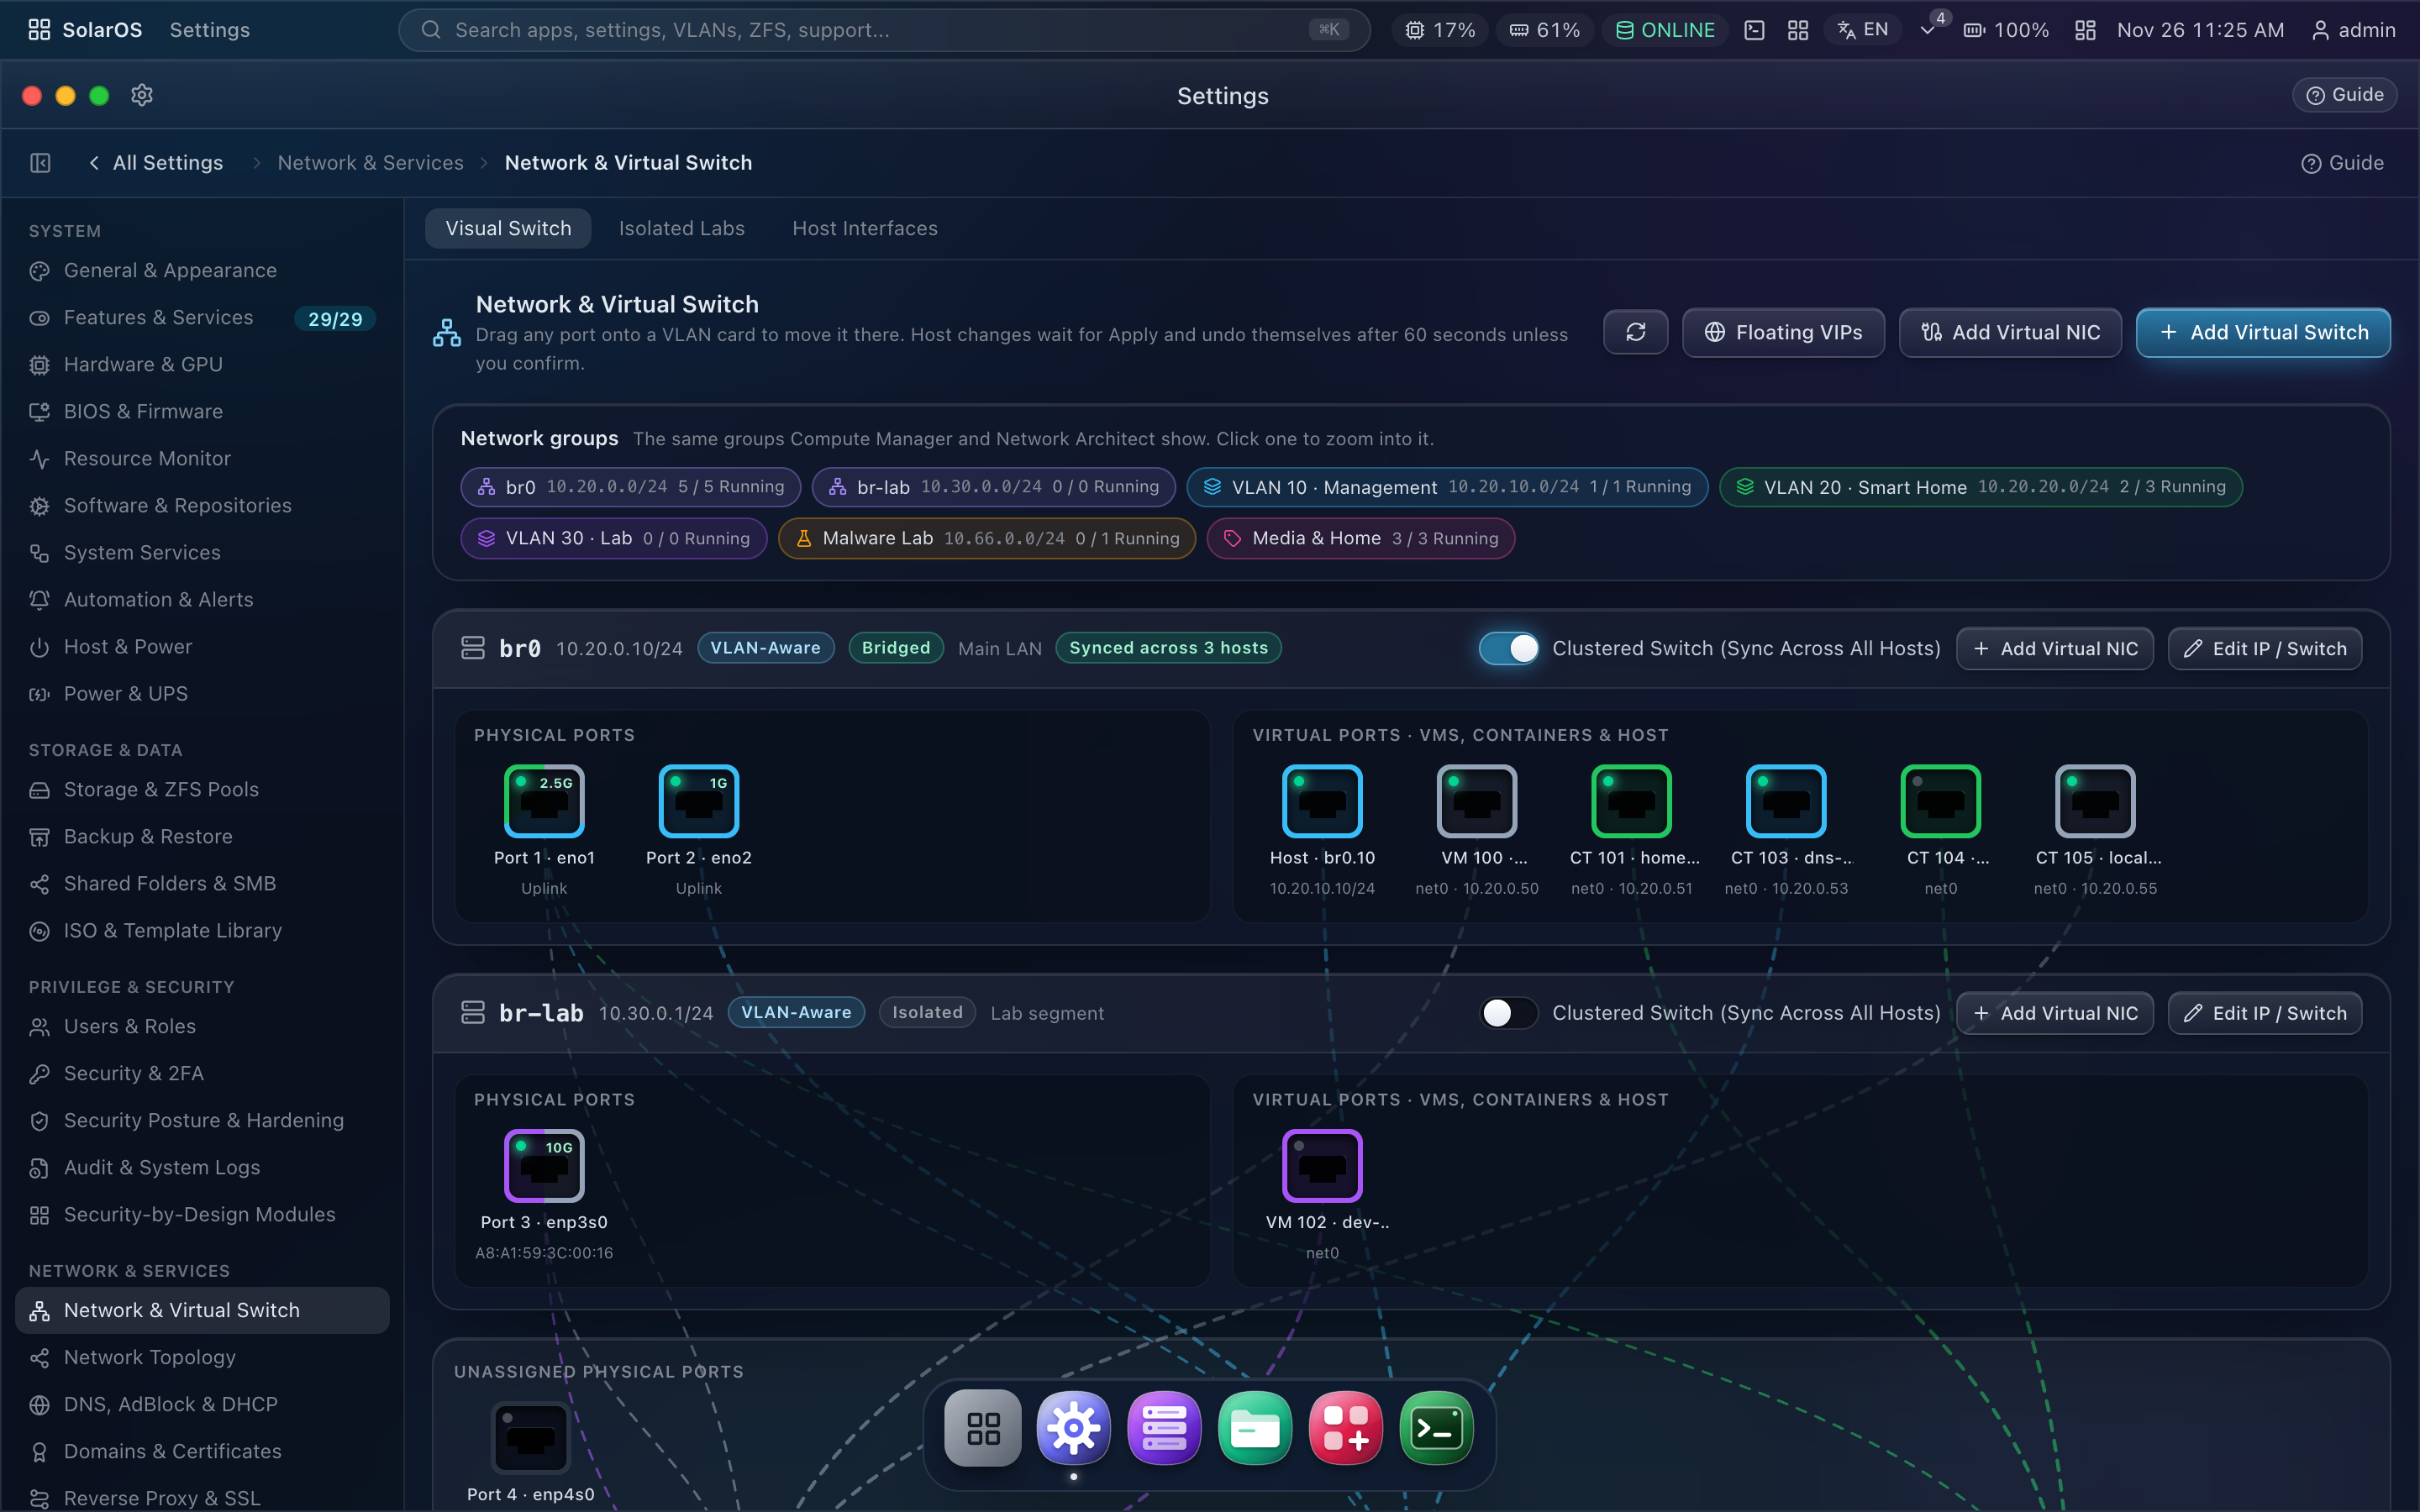 SolarOS Settings Search apps, settings, VLANs, ZFS, support... ⌘K 17% 61% ONLINE EN 4 100% Nov 26 11:25 AM admin
Settings Guide
All Settings Network & Services Network & Virtual Switch Guide
SYSTEM
General & Appearance
Features & Services 29/29
Hardware & GPU
BIOS & Firmware
Resource Monitor
Software & Repositories
System Services
Automation & Alerts
Host & Power
Power & UPS
STORAGE & DATA
Storage & ZFS Pools
Backup & Restore
Shared Folders & SMB
ISO & Template Library
PRIVILEGE & SECURITY
Users & Roles
Security & 2FA
Security Posture & Hardening
Audit & System Logs
Security-by-Design Modules
NETWORK & SERVICES
Network & Virtual Switch
Network Topology
DNS, AdBlock & DHCP
Domains & Certificates
Reverse Proxy & SSL
Visual Switch Isolated Labs Host Interfaces
Network & Virtual Switch
Drag any port onto a VLAN card to move it there. Host changes wait for Apply and undo themselves after 60 seconds unless
you confirm.
Floating VIPs Add Virtual NIC Add Virtual Switch
Network groups The same groups Compute Manager and Network Architect show. Click one to zoom into it.
br0 10.20.0.0/24 5 / 5 Running br-lab 10.30.0.0/24 0 / 0 Running VLAN 10 · Management 10.20.10.0/24 1 / 1 Running VLAN 20 · Smart Home 10.20.20.0/24 2 / 3 Running
VLAN 30 · Lab 0 / 0 Running Malware Lab 10.66.0.0/24 0 / 1 Running Media & Home 3 / 3 Running
br0 10.20.0.10/24 VLAN-Aware Bridged Main LAN Synced across 3 hosts Clustered Switch (Sync Across All Hosts) Add Virtual NIC Edit IP / Switch
PHYSICAL PORTS
2.5G 1G
Port 1 · eno1 Port 2 · eno2
Uplink Uplink
VIRTUAL PORTS · VMS, CONTAINERS & HOST
Host · br0.10 VM 100 ·... CT 101 · home... CT 103 · dns-... CT 104 ·... CT 105 · local...
10.20.10.10/24 net0 · 10.20.0.50 net0 · 10.20.0.51 net0 · 10.20.0.53 net0 net0 · 10.20.0.55
br-lab 10.30.0.1/24 VLAN-Aware Isolated Lab segment Clustered Switch (Sync Across All Hosts) Add Virtual NIC Edit IP / Switch
PHYSICAL PORTS
10G
Port 3 · enp3s0
A8:A1:59:3C:00:16
VIRTUAL PORTS · VMS, CONTAINERS & HOST
VM 102 · dev-..
net0
UNASSIGNED PHYSICAL PORTS
Port 4 · enp4s0